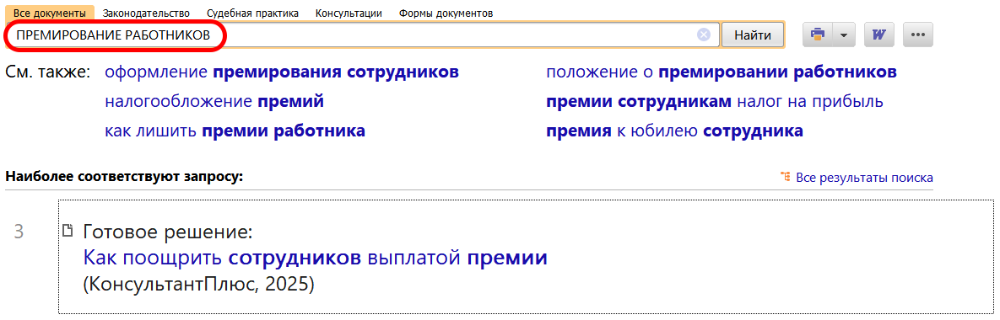 Все документы Законодательство Судебная практика Консультации Формы документов
ПРЕМИРОВАНИЕ РАБОТНИКОВ Найти W
См. также: оформление премирования сотрудников положение о премировании работников
налогообложение премий премии сотрудникам налог на прибыль
как лишить премии работника премия к юбилею сотрудника
Наиболее соответствуют запросу: Все результаты поиска
3 Готовое решение:
Как поощрить сотрудников выплатой премии
(КонсультантПлюс, 2025)